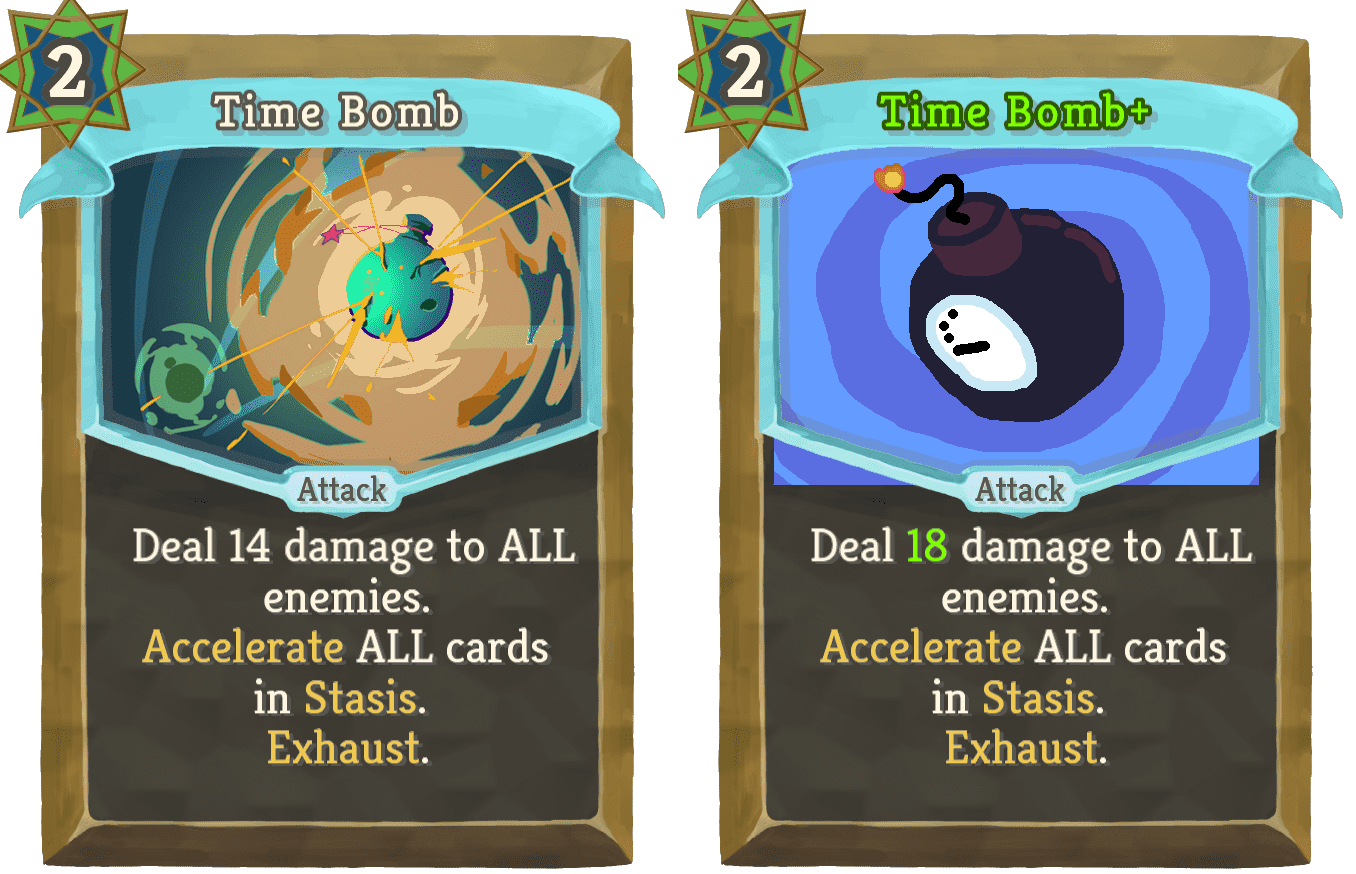 2
Time Bomb
Attack
Deal 14 damage to ALL
enemies.
Accelerate ALL cards
in Stasis.
Exhaust.
2
Time Bomb+
Attack
Deal 18 damage to ALL
enemies.
Accelerate ALL cards
in Stasis.
Exhaust.